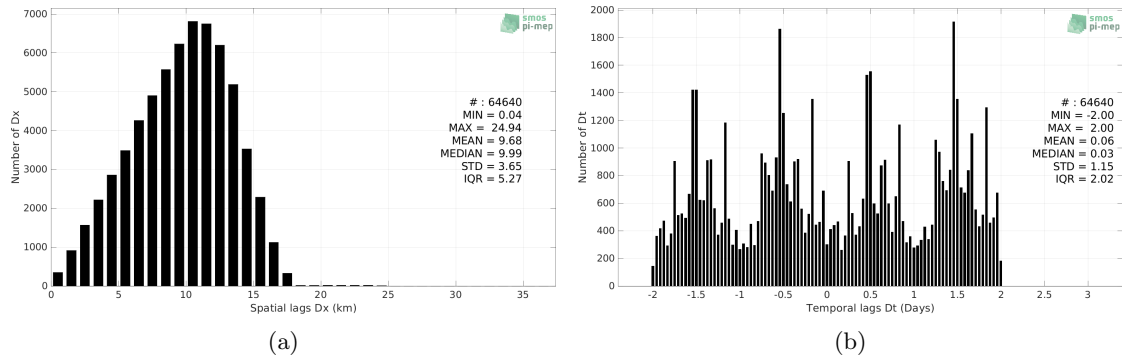 7000
6000
5000
4000
3000
2000
1000
0
Number of Dx
0 5 10 15 20 25 30 35
Spatial lags Dx (km)
smos
pi-mep
# : 64640
MIN = 0.04
MAX = 24.94
MEAN = 9.68
MEDIAN = 9.99
STD = 3.65
IQR = 5.27
(a)
2000
1800
1600
1400
1200
1000
800
600
400
200
0
Number of Dt
-2 -1.5 -1 -0.5 0 0.5 1 1.5 2 2.5 3
Temporal lags Dt (Days)
smos
pi-mep
# : 64640
MIN = -2.00
MAX = 2.00
MEAN = 0.06
MEDIAN = 0.03
STD = 1.15
IQR = 2.02
(b)